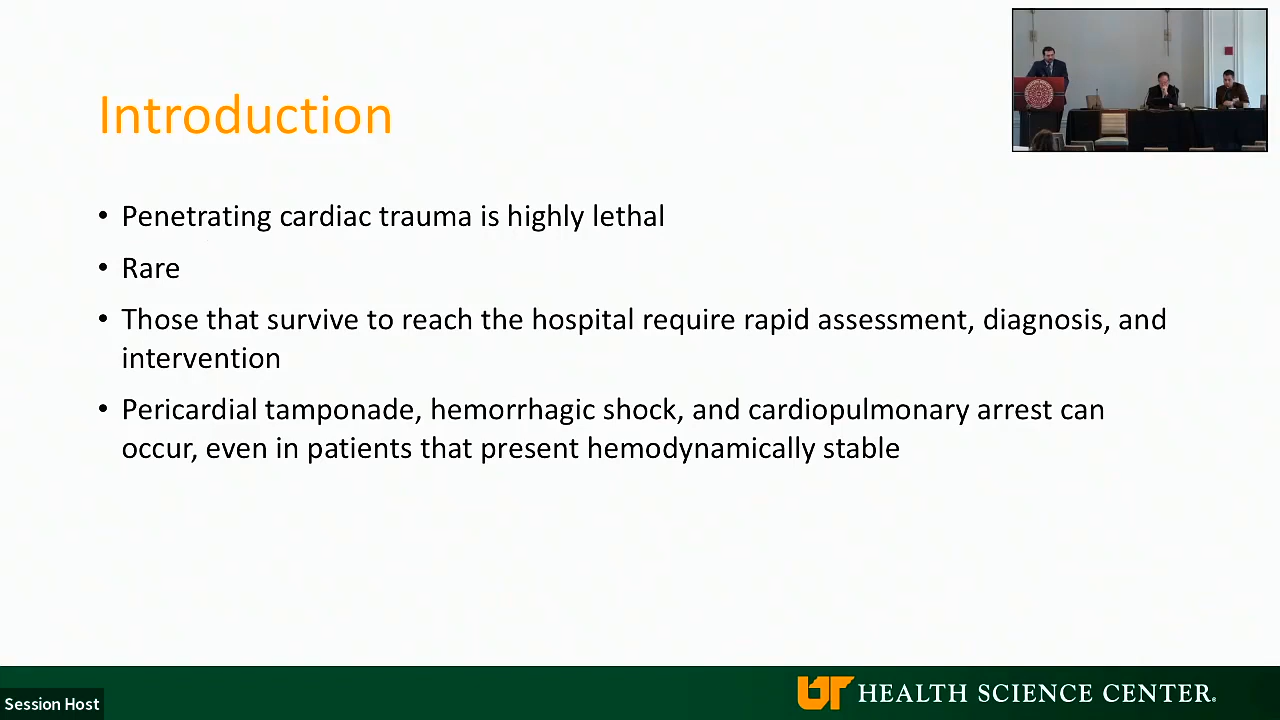 Introduction
• Penetrating cardiac trauma is highly lethal
• Rare
• Those that survive to reach the hospital require rapid assessment, diagnosis, and
intervention
• Pericardial tamponade, hemorrhagic shock, and cardiopulmonary arrest can
occur, even in patients that present hemodynamically stable
Session Host
UT HEALTH SCIENCE CENTER.